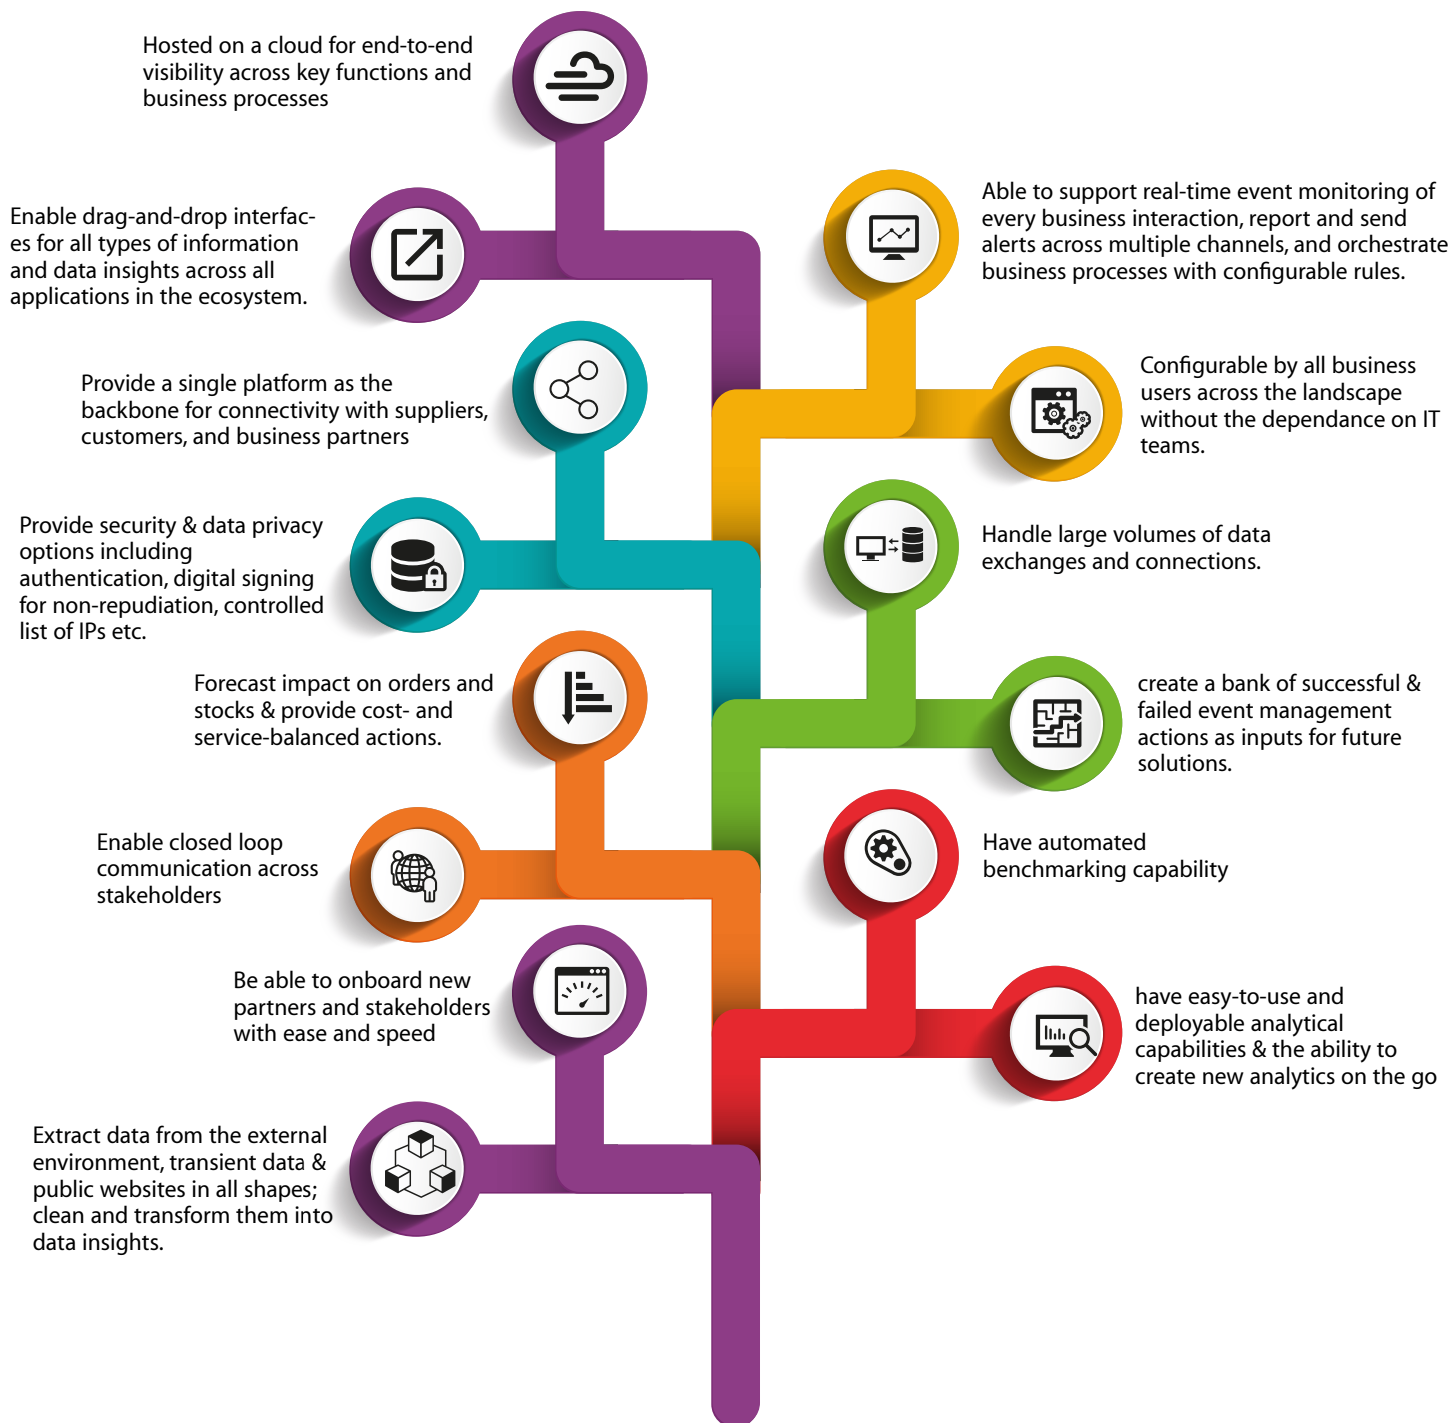 Hosted on a cloud for end-to-end
visibility across key functions and
business processes
Enable drag-and-drop interfac-
es for all types of information
and data insights across all
applications in the ecosystem.
Able to support real-time event monitoring of
every business interaction, report and send
alerts across multiple channels, and orchestrate
business processes with configurable rules.
Provide a single platform as the
backbone for connectivity with suppliers,
customers, and business partners
Configurable by all business
users across the landscape
without the dependance on IT
teams.
Provide security & data privacy
options including
authentication, digital signing
for non-repudiation, controlled
list of IPs etc.
Handle large volumes of data
exchanges and connections.
Forecast impact on orders and
stocks & provide cost- and
service-balanced actions.
create a bank of successful &
failed event management
actions as inputs for future
solutions.
Enable closed loop
communication across
stakeholders
Have automated
benchmarking capability
Be able to onboard new
partners and stakeholders
with ease and speed
have easy-to-use and
deployable analytical
capabilities & the ability to
create new analytics on the go
Extract data from the external
environment, transient data &
public websites in all shapes;
clean and transform them into
data insights.